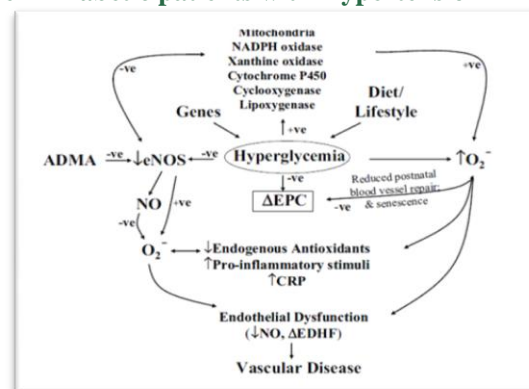 Mitochondria
NADPH oxidase
Xanthine oxidase
Cytochrome P450
Cyclooxygenase
Lipoxygenase
-ve
+ve
Genes
↑+ve
Diet/
Lifestyle
ADMA -ve ↓eNOS -ve Hyperglycemia ↑O₂⁻
-ve
Reduced postnatal
blood vessel repair;
& senescence
ΔEPC
-ve
NO +ve
-ve
O₂⁻
↓Endogenous Antioxidants
↑Pro-inflammatory stimuli
↑CRP
Endothelial Dysfunction
(↓NO, ΔEDHF)
Vascular Disease